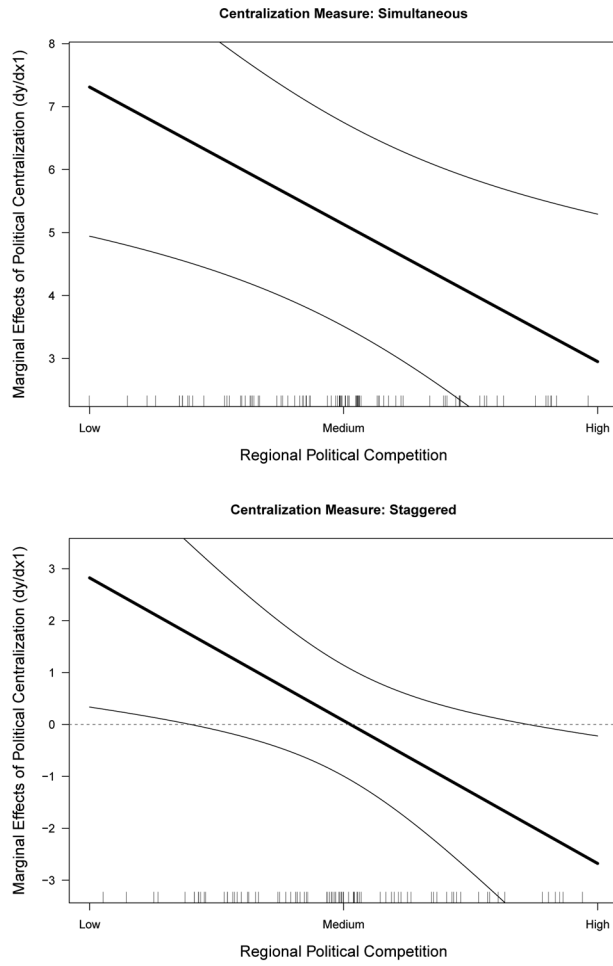 Centralization Measure: Simultaneous
Marginal Effects of Political Centralization (dy/dx1)
8
7
6
5
4
3
Low Medium High
Regional Political Competition
Centralization Measure: Staggered
Marginal Effects of Political Centralization (dy/dx1)
3
2
1
0
−1
−2
−3
Low Medium High
Regional Political Competition